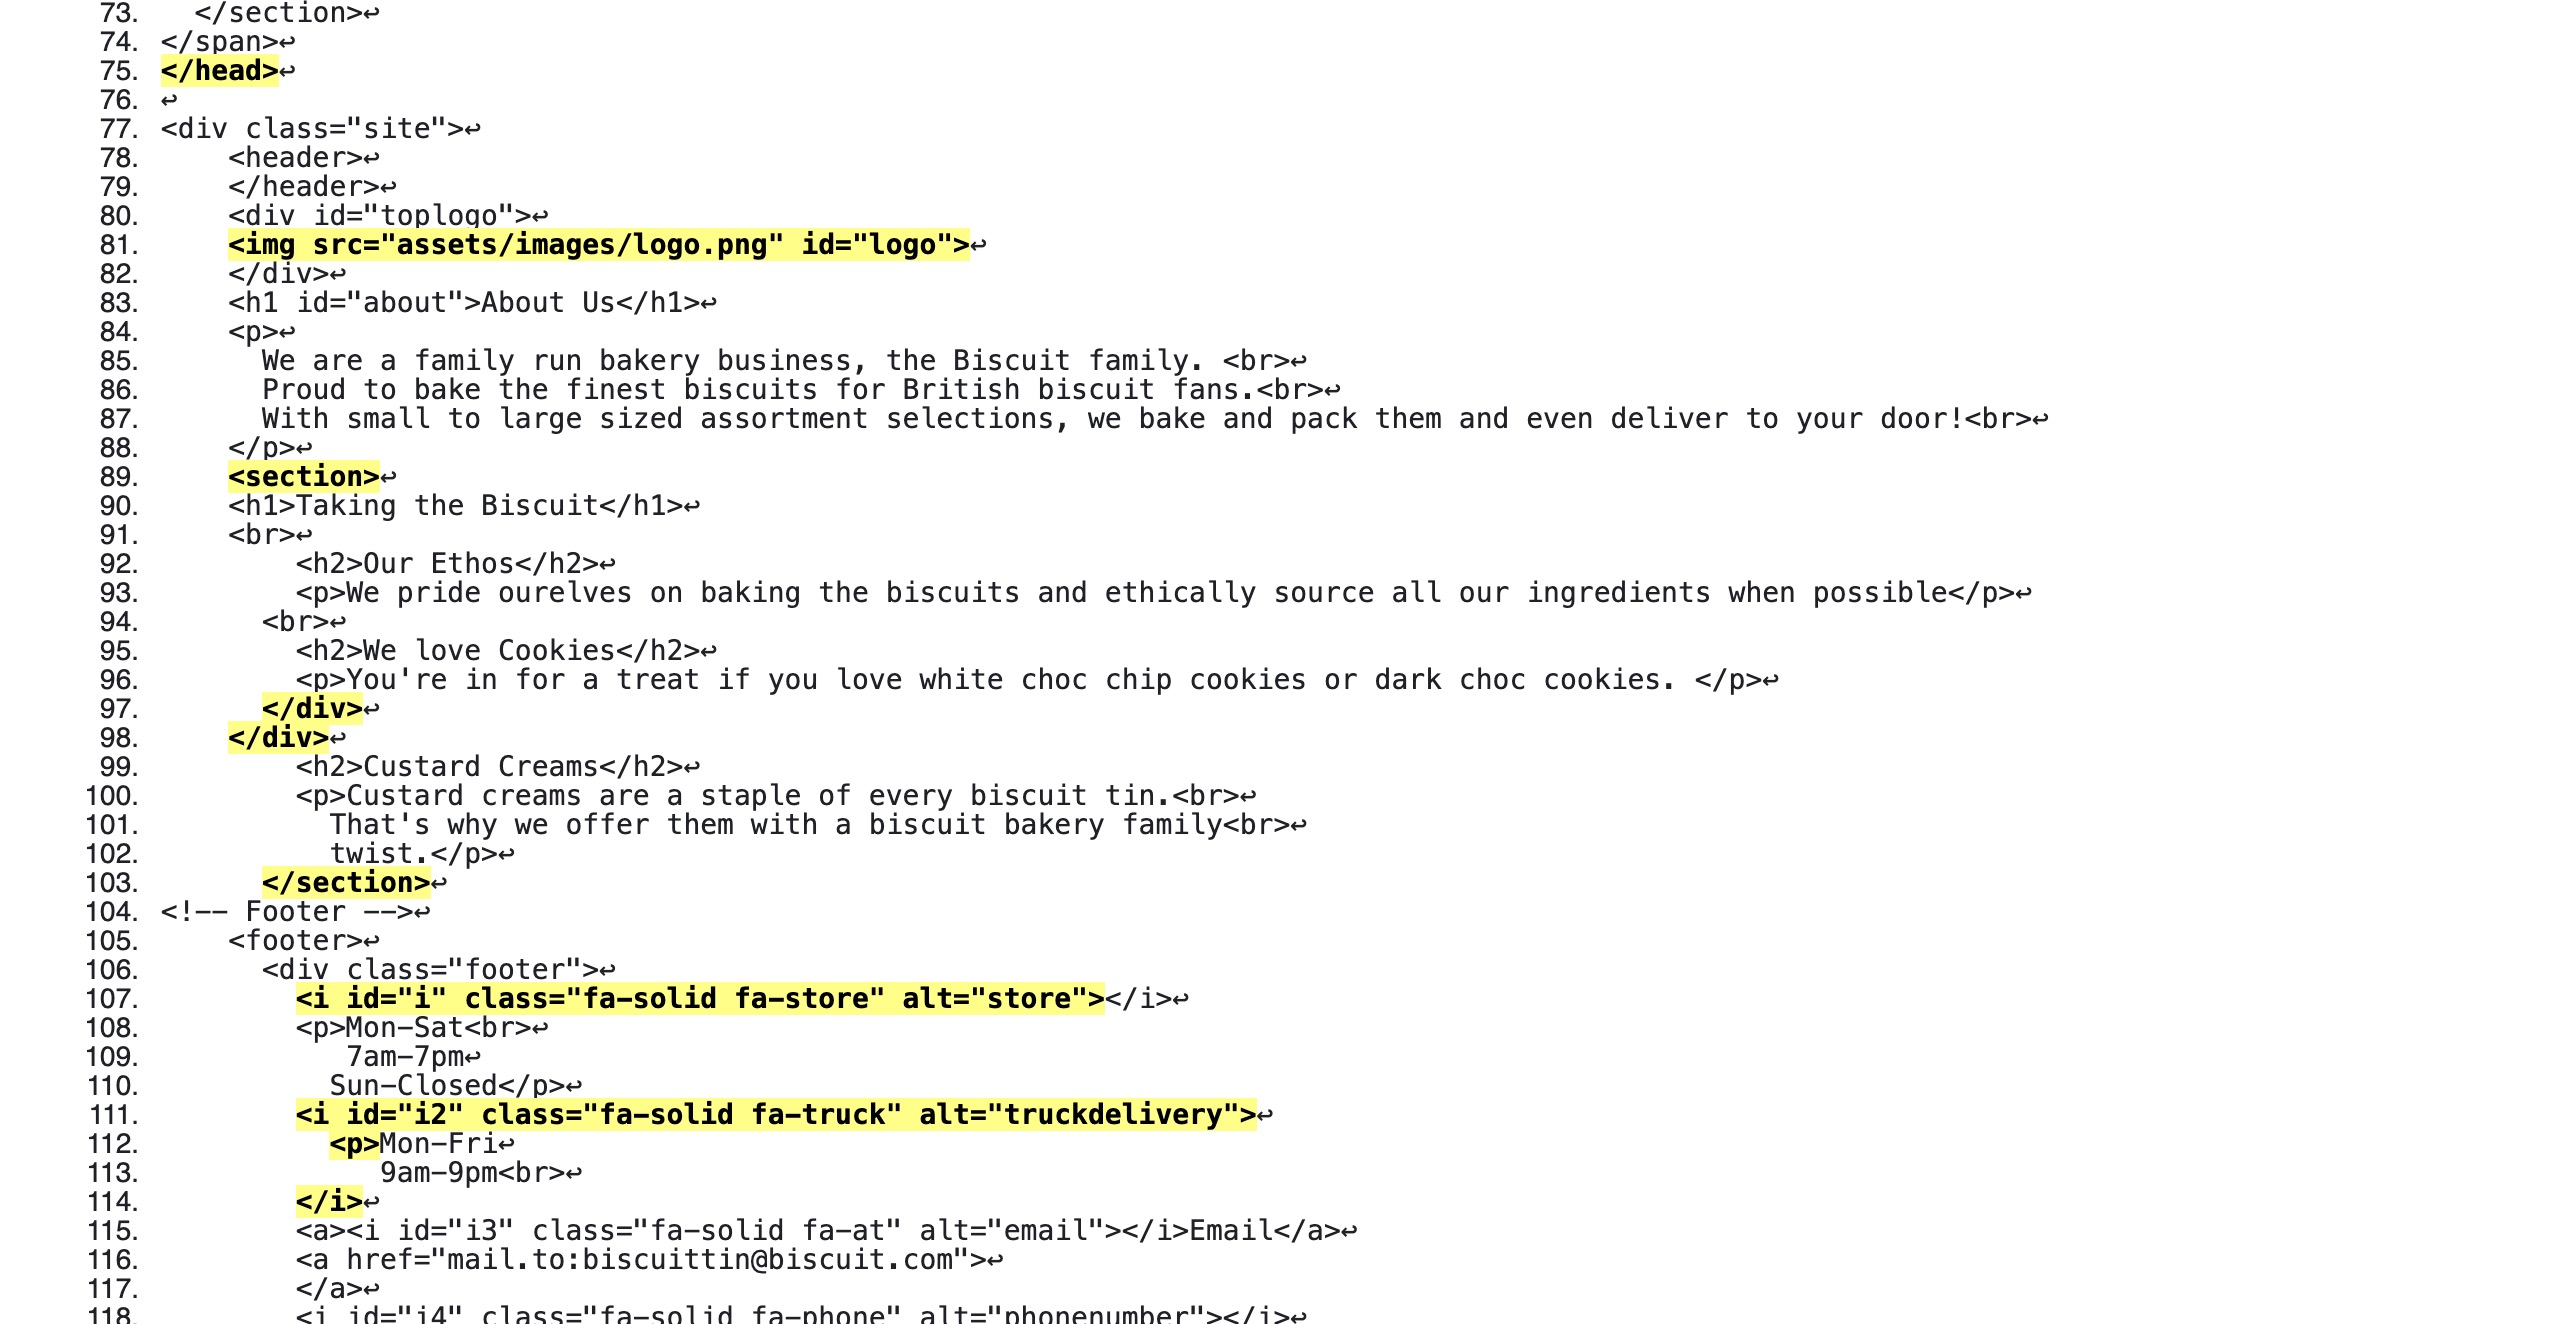 73. </section>↩
74. </span>↩
75. </head>↩
76. ↩
77. <div class="site">↩
78. <header>↩
79. </header>↩
80. <div id="toplogo">↩
81. <img src="assets/images/logo.png" id="logo">↩
82. </div>↩
83. <h1 id="about">About Us</h1>↩
84. <p>↩
85. We are a family run bakery business, the Biscuit family. <br>↩
86. Proud to bake the finest biscuits for British biscuit fans.<br>↩
87. With small to large sized assortment selections, we bake and pack them and even deliver to your door!<br>↩
88. </p>↩
89. <section>↩
90. <h1>Taking the Biscuit</h1>↩
91. <br>↩
92. <h2>Our Ethos</h2>↩
93. <p>We pride ourelves on baking the biscuits and ethically source all our ingredients when possible</p>↩
94. <br>↩
95. <h2>We love Cookies</h2>↩
96. <p>You're in for a treat if you love white choc chip cookies or dark choc cookies. </p>↩
97. </div>↩
98. </div>↩
99. <h2>Custard Creams</h2>↩
100. <p>Custard creams are a staple of every biscuit tin.<br>↩
101. That's why we offer them with a biscuit bakery family<br>↩
102. twist.</p>↩
103. </section>↩
104. <!-- Footer -->↩
105. <footer>↩
106. <div class="footer">↩
107. <i id="i" class="fa-solid fa-store" alt="store"></i>↩
108. <p>Mon-Sat<br>↩
109. 7am-7pm↩
110. Sun-Closed</p>↩
111. <i id="i2" class="fa-solid fa-truck" alt="truckdelivery">↩
112. <p>Mon-Fri↩
113. 9am-9pm<br>↩
114. </i>↩
115. <a><i id="i3" class="fa-solid fa-at" alt="email"></i>Email</a>↩
116. <a href="mail.to:biscuittin@biscuit.com">↩
117. </a>↩
118. <i id="i4" class="fa-solid fa-phone" alt="phonenumber"></i>↩